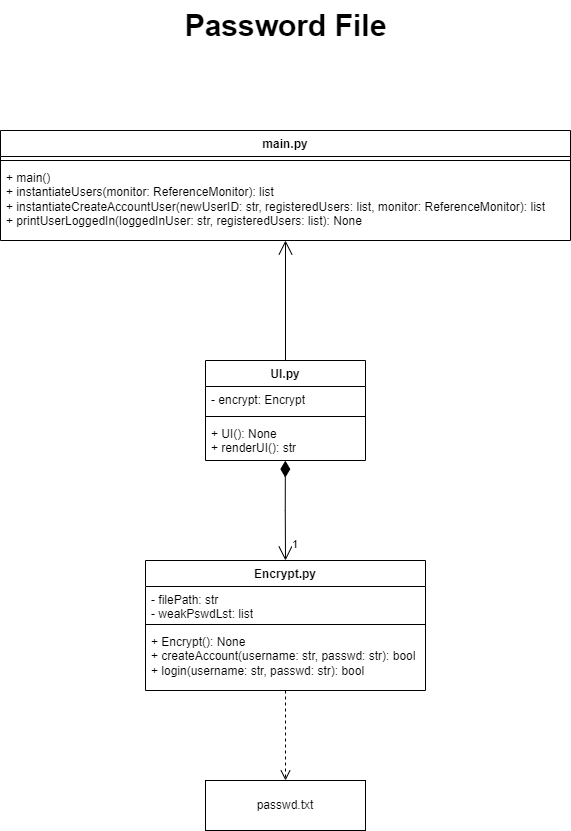 Password File
main.py
+ main()
+ instantiateUsers(monitor: ReferenceMonitor): list
+ instantiateCreateAccountUser(newUserID: str, registeredUsers: list, monitor: ReferenceMonitor): list
+ printUserLoggedIn(loggedInUser: str, registeredUsers: list): None
UI.py
- encrypt: Encrypt
+ UI(): None
+ renderUI(): str
1
Encrypt.py
- filePath: str
- weakPswdLst: list
+ Encrypt(): None
+ createAccount(username: str, passwd: str): bool
+ login(username: str, passwd: str): bool
passwd.txt